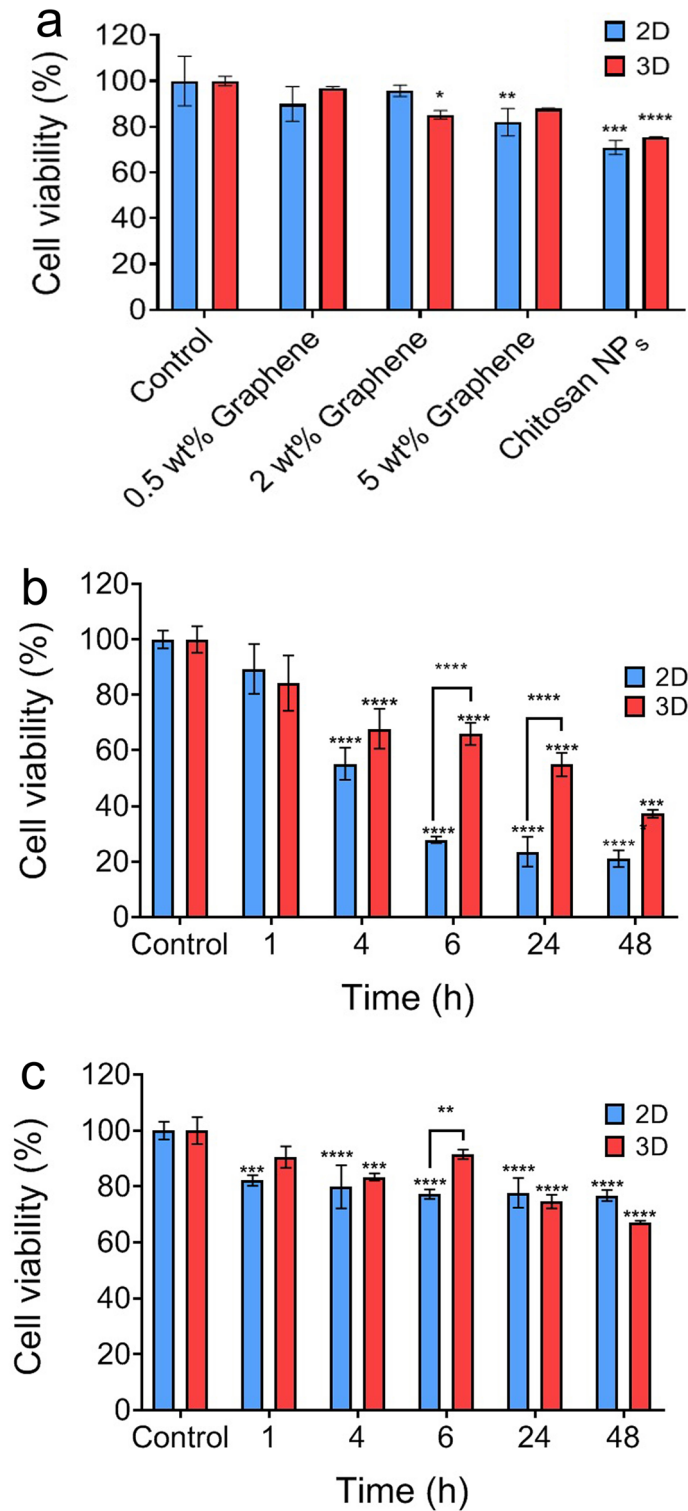 a
120
100
80
60
40
20
0
Cell viability (%)
2D
3D
*
**
***
****
Control
0.5 wt% Graphene
2 wt% Graphene
5 wt% Graphene
Chitosan NPs
b
120
100
80
60
40
20
0
Cell viability (%)
2D
3D
****
****
****
****
****
****
****
****
****
***
*
Control 1 4 6 24 48
Time (h)
c
120
100
80
60
40
20
0
Cell viability (%)
2D
3D
***
****
***
**
****
****
****
****
****
Control 1 4 6 24 48
Time (h)